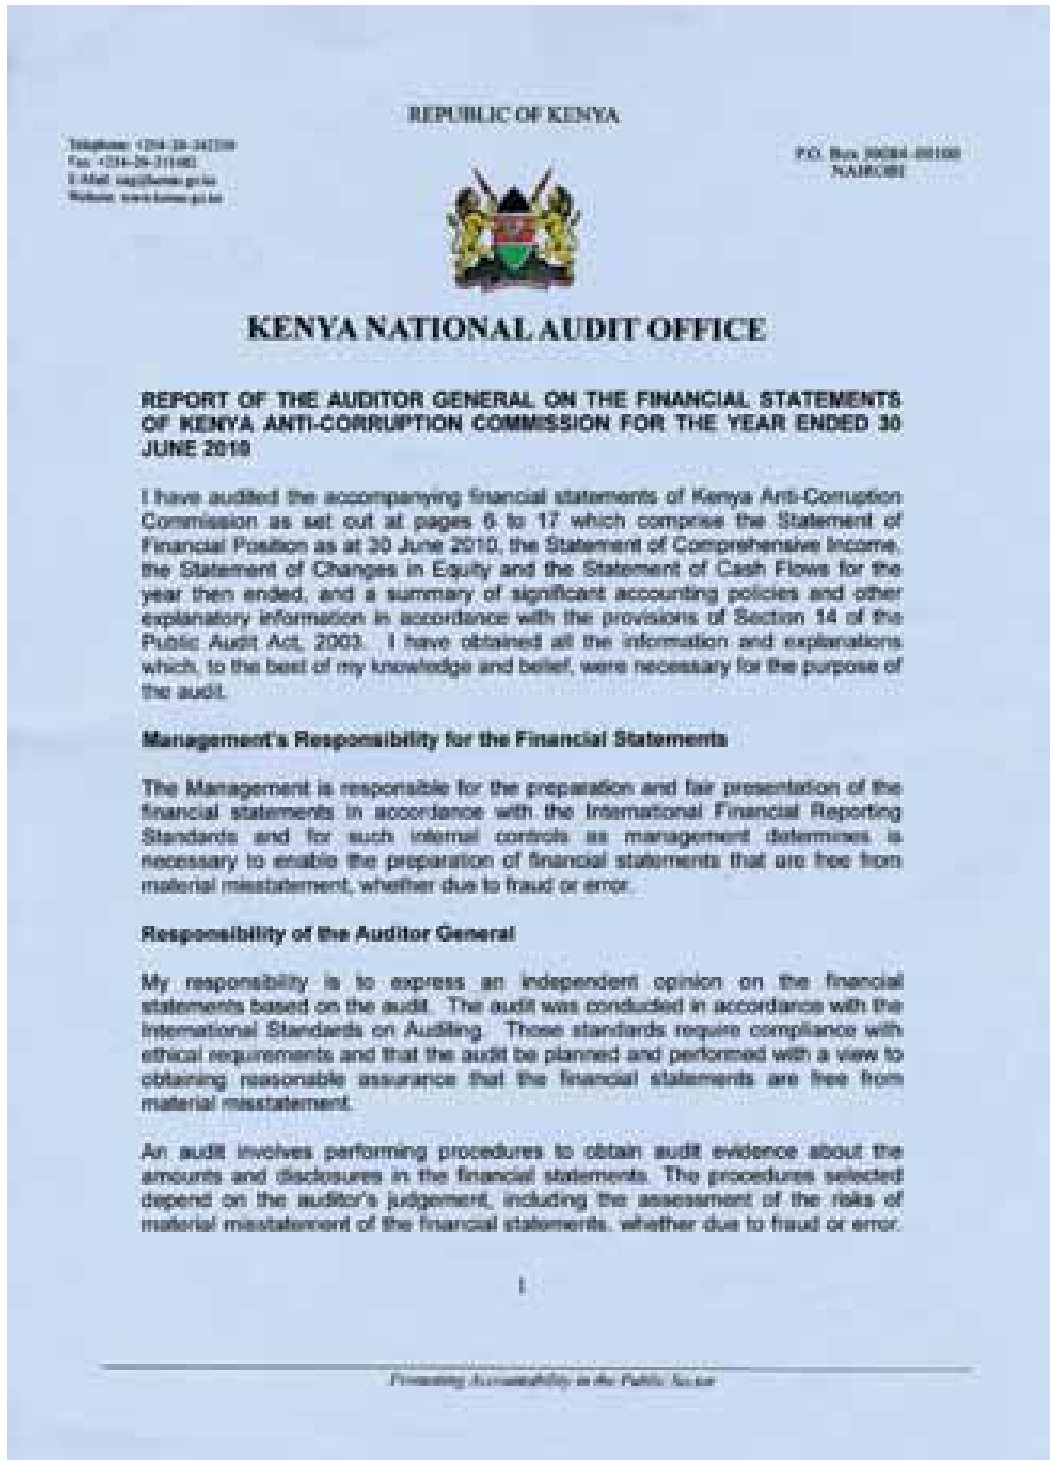 REPUBLIC OF KENYA
Telephone: +254-20-342330
P.O. Box 30084-00100
NAIROBI
KENYA NATIONAL AUDIT OFFICE
REPORT OF THE AUDITOR GENERAL ON THE FINANCIAL STATEMENTS
OF KENYA ANTI-CORRUPTION COMMISSION FOR THE YEAR ENDED 30
JUNE 2010
I have audited the accompanying financial statements of Kenya Anti-Corruption
Commission as set out at pages 6 to 17 which comprise the Statement of
Financial Position as at 30 June 2010, the Statement of Comprehensive Income,
the Statement of Changes in Equity and the Statement of Cash Flows for the
year then ended, and a summary of significant accounting policies and other
explanatory information in accordance with the provisions of Section 14 of the
Public Audit Act, 2003. I have obtained all the information and explanations
which, to the best of my knowledge and belief, were necessary for the purpose of
the audit.
Management's Responsibility for the Financial Statements
The Management is responsible for the preparation and fair presentation of the
financial statements in accordance with the International Financial Reporting
Standards and for such internal controls as management determines is
necessary to enable the preparation of financial statements that are free from
material misstatement, whether due to fraud or error.
Responsibility of the Auditor General
My responsibility is to express an independent opinion on the financial
statements based on the audit. The audit was conducted in accordance with the
International Standards on Auditing. Those standards require compliance with
ethical requirements and that the audit be planned and performed with a view to
obtaining reasonable assurance that the financial statements are free from
material misstatement.
An audit involves performing procedures to obtain audit evidence about the
amounts and disclosures in the financial statements. The procedures selected
depend on the auditor's judgement, including the assessment of the risks of
material misstatement of the financial statements, whether due to fraud or error.
1
Promoting Accountability in the Public Sector